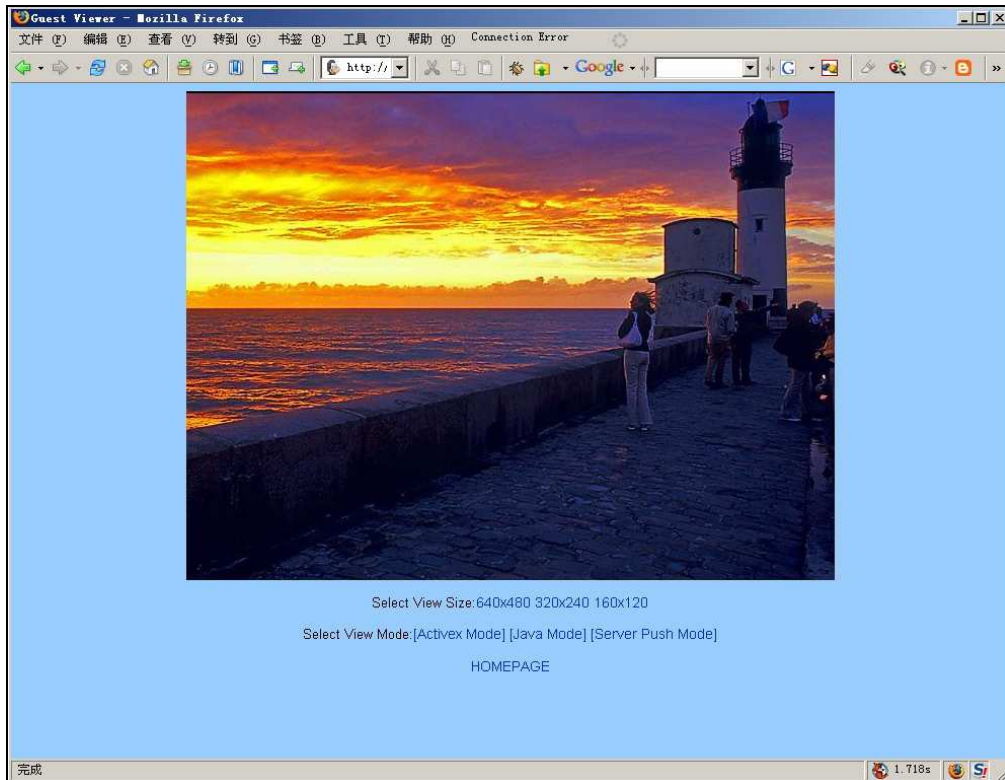 Guest Viewer - Mozilla Firefox
文件 (F) 编辑 (E) 查看 (V) 转到 (G) 书签 (B) 工具 (T) 帮助 (H) Connection Error
http:// Google G
Select View Size:640x480 320x240 160x120
Select View Mode:[Activex Mode] [Java Mode] [Server Push Mode]
HOMEPAGE
完成 1.718s